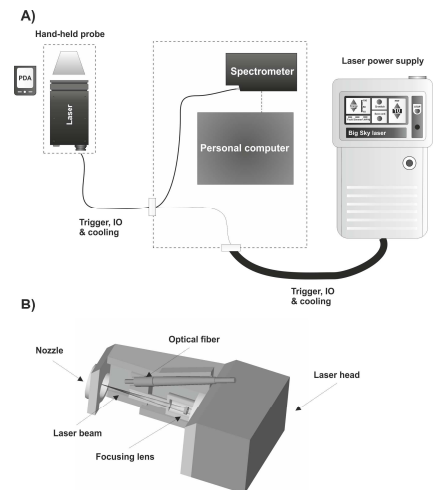 A)
Hand-held probe
Laser power supply
PDA
Laser
Spectrometer
Personal computer
Big Sky laser
Trigger, IO
& cooling
Trigger, IO
& cooling
B)
Optical fiber
Nozzle
Laser head
Laser beam
Focusing lens